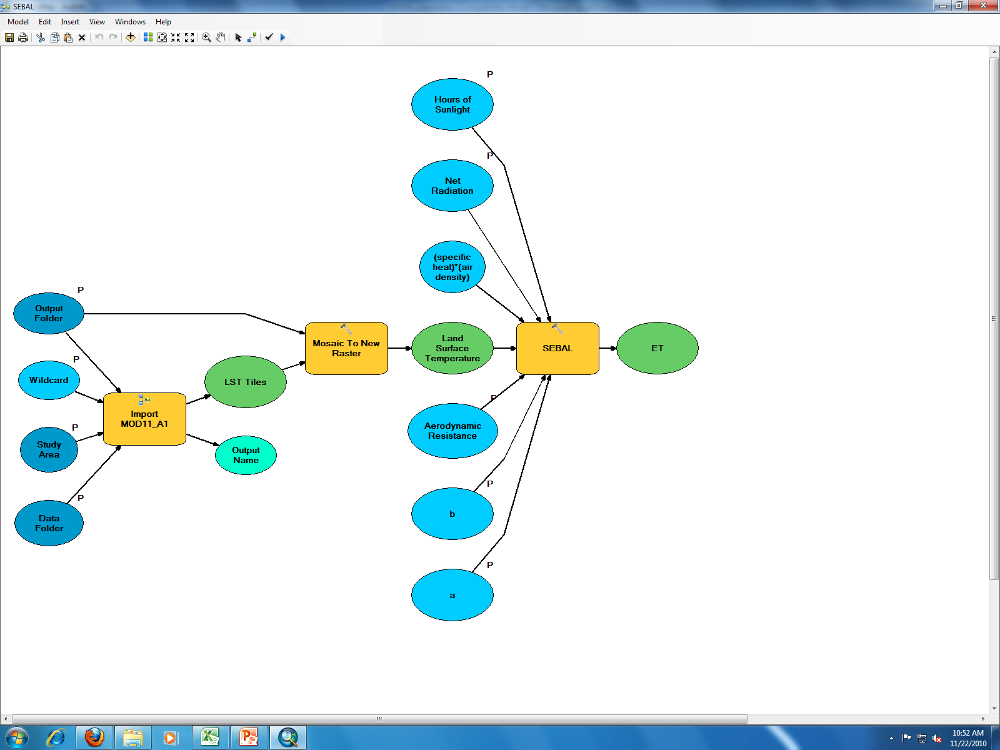 SEBAL
Model Edit Insert View Windows Help
P
Hours of
Sunlight
P
Net
Radiation
(specific
heat)*(air
density)
P
Output
Folder
Mosaic To New
Raster
Land
Surface
Temperature
SEBAL
ET
P
Wildcard
LST Tiles
Import
MOD11_A1
P
Study
Area
Output
Name
P
Aerodynamic
Resistance
P
Data
Folder
P
b
P
a
10:52 AM
11/22/2010